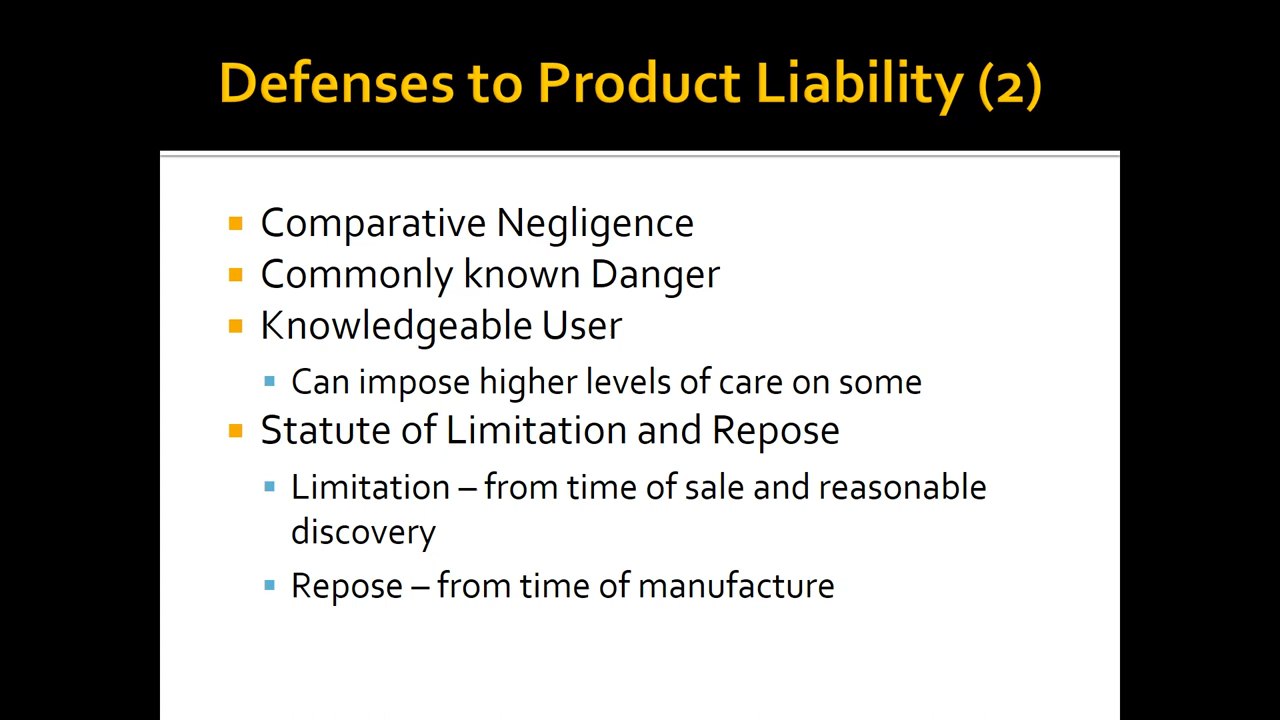 Defenses to Product Liability (2)
Comparative Negligence
Commonly known Danger
Knowledgeable User
Can impose higher levels of care on some
Statute of Limitation and Repose
Limitation – from time of sale and reasonable
discovery
Repose – from time of manufacture